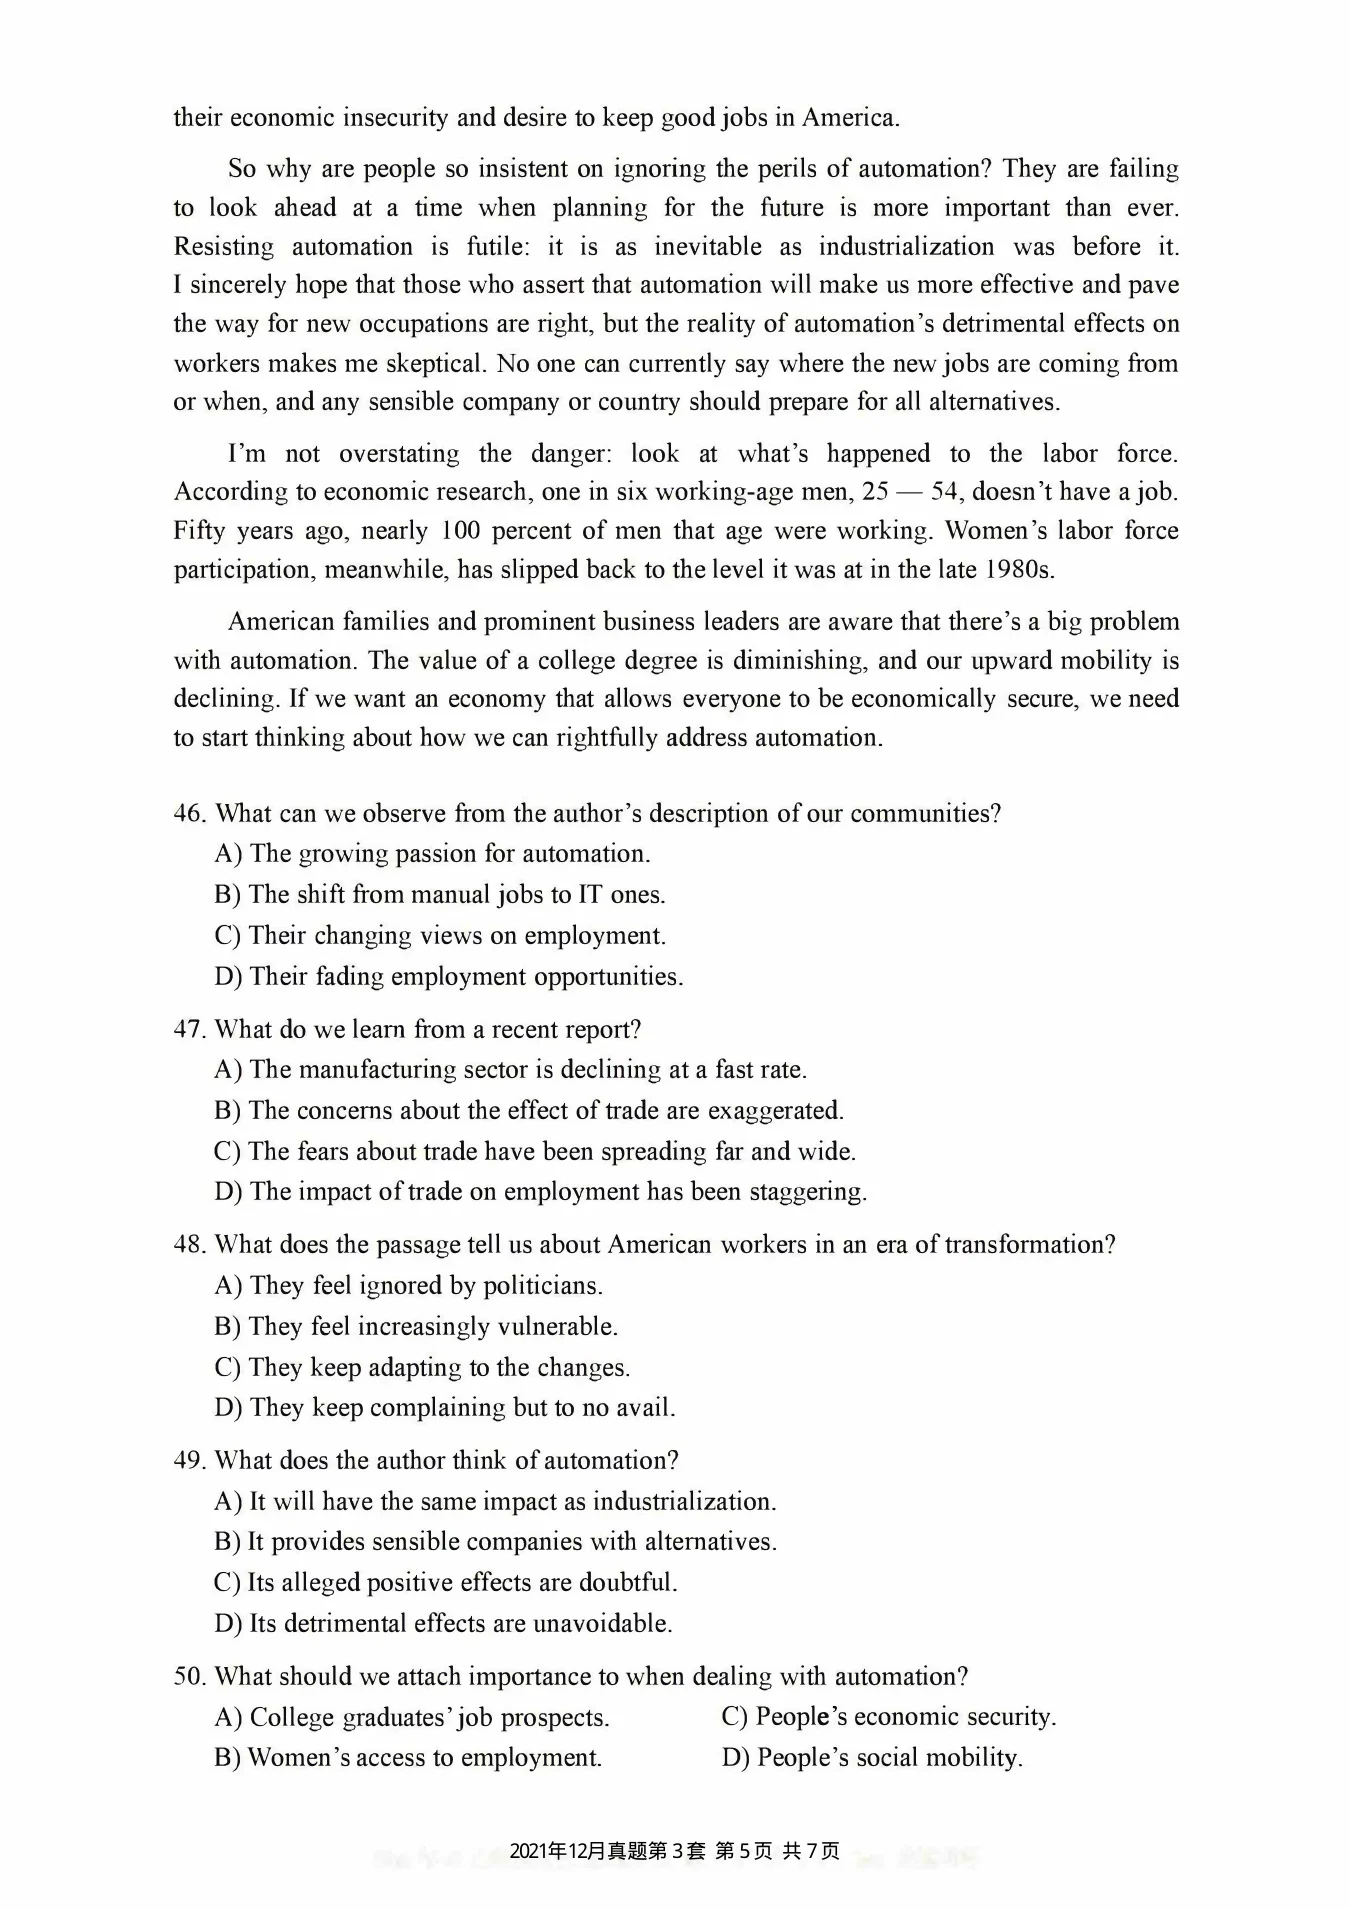 their economic insecurity and desire to keep good jobs in America.
So why are people so insistent on ignoring the perils of automation? They are failing
to look ahead at a time when planning for the future is more important than ever.
Resisting automation is futile: it is as inevitable as industrialization was before it.
I sincerely hope that those who assert that automation will make us more effective and pave
the way for new occupations are right, but the reality of automation's detrimental effects on
workers makes me skeptical. No one can currently say where the new jobs are coming from
or when, and any sensible company or country should prepare for all alternatives.
I'm not overstating the danger: look at what's happened to the labor force.
According to economic research, one in six working-age men, 25 — 54, doesn't have a job.
Fifty years ago, nearly 100 percent of men that age were working. Women's labor force
participation, meanwhile, has slipped back to the level it was at in the late 1980s.
American families and prominent business leaders are aware that there's a big problem
with automation. The value of a college degree is diminishing, and our upward mobility is
declining. If we want an economy that allows everyone to be economically secure, we need
to start thinking about how we can rightfully address automation.
46. What can we observe from the author's description of our communities?
A) The growing passion for automation.
B) The shift from manual jobs to IT ones.
C) Their changing views on employment.
D) Their fading employment opportunities.
47. What do we learn from a recent report?
A) The manufacturing sector is declining at a fast rate.
B) The concerns about the effect of trade are exaggerated.
C) The fears about trade have been spreading far and wide.
D) The impact of trade on employment has been staggering.
48. What does the passage tell us about American workers in an era of transformation?
A) They feel ignored by politicians.
B) They feel increasingly vulnerable.
C) They keep adapting to the changes.
D) They keep complaining but to no avail.
49. What does the author think of automation?
A) It will have the same impact as industrialization.
B) It provides sensible companies with alternatives.
C) Its alleged positive effects are doubtful.
D) Its detrimental effects are unavoidable.
50. What should we attach importance to when dealing with automation?
A) College graduates' job prospects. C) People's economic security.
B) Women's access to employment. D) People's social mobility.
2021年12月真题第3套 第5页 共7页